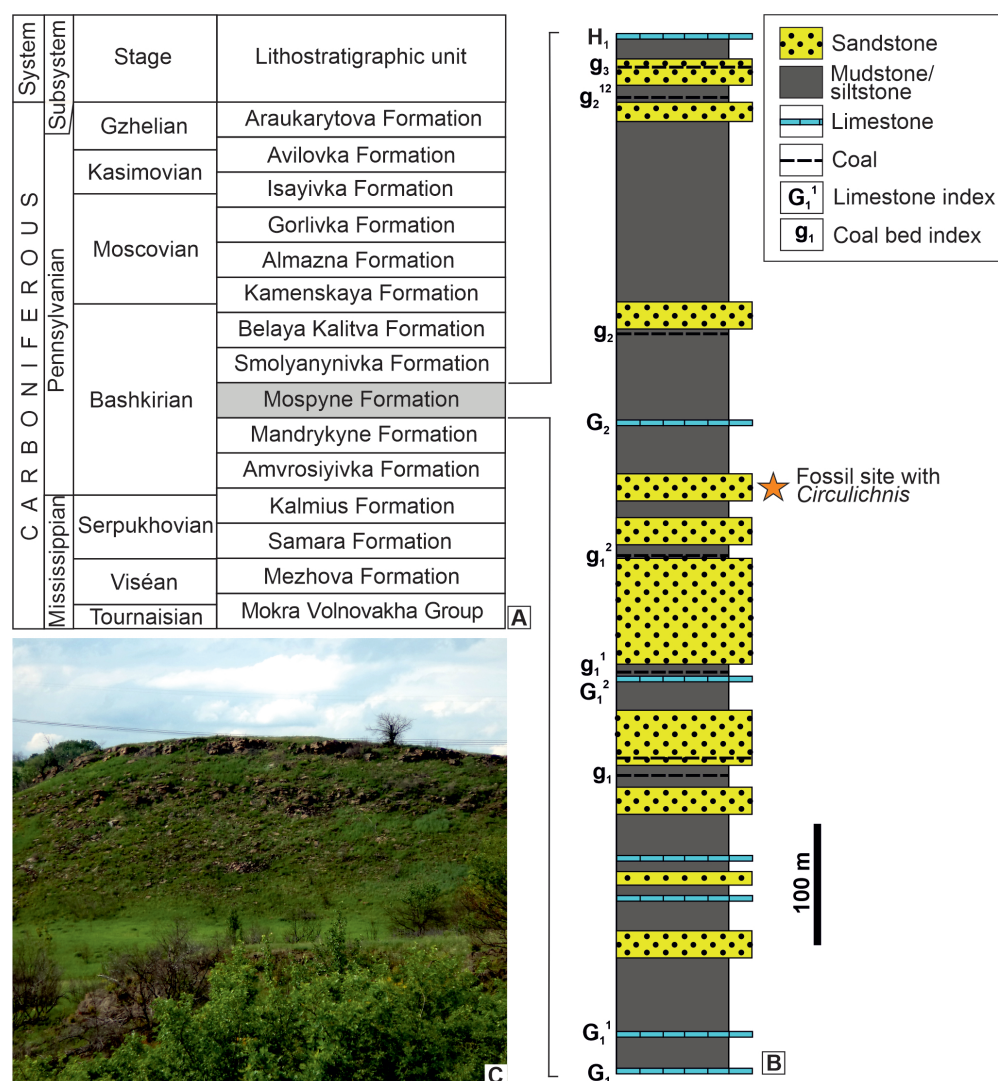 System
Subsystem
Stage
Lithostratigraphic unit
CARBONIFEROUS
Pennsylvanian
Mississippian
Gzhelian
Kasimovian
Moscovian
Bashkirian
Serpukhovian
Viséan
Tournaisian
Araukarytova Formation
Avilovka Formation
Isayivka Formation
Gorlivka Formation
Almazna Formation
Kamenskaya Formation
Belaya Kalitva Formation
Smolyanynivka Formation
Mospyne Formation
Mandrykyne Formation
Amvrosiyivka Formation
Kalmius Formation
Samara Formation
Mezhova Formation
Mokra Volnovakha Group
A
H₁
g₃
g₂¹²
g₂
G₂
g₁²
g₁¹
G₁²
g₁
G₁¹
G₁
Fossil site with
Circulichnis
100 m
B
Sandstone
Mudstone/
siltstone
Limestone
Coal
G₁¹ Limestone index
g₁ Coal bed index
C